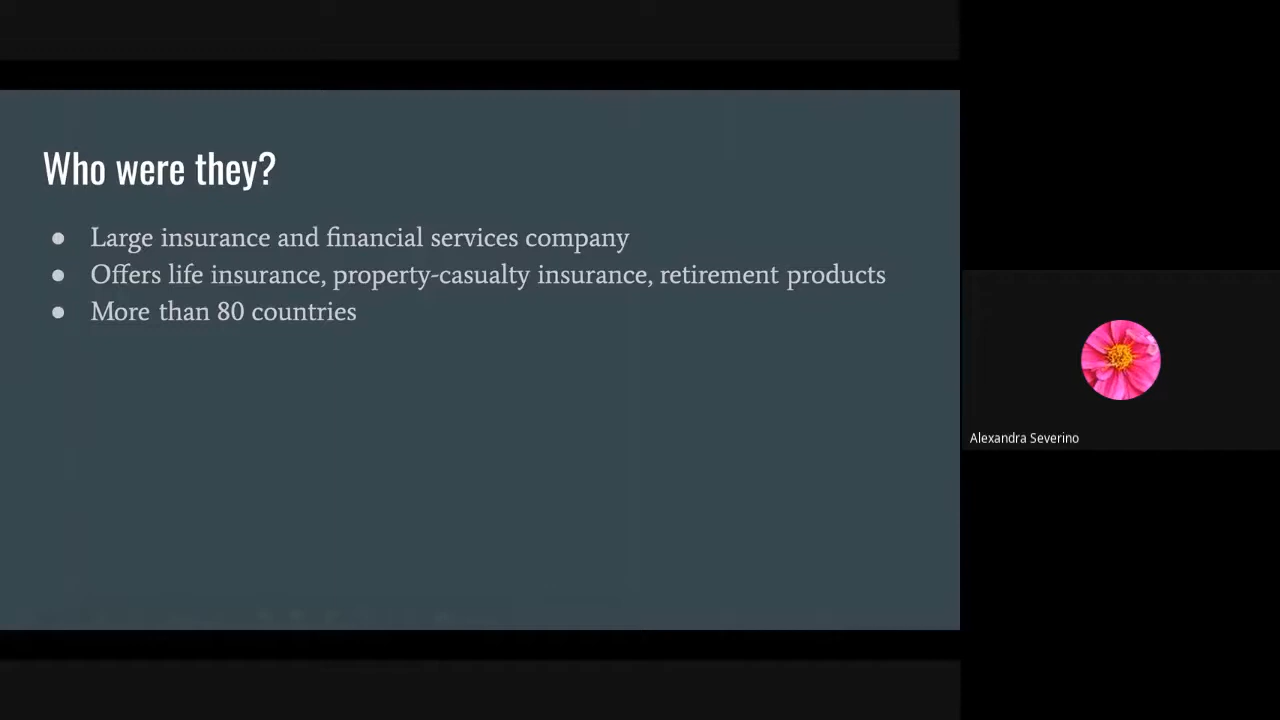 Who were they?
● Large insurance and financial services company
● Offers life insurance, property-casualty insurance, retirement products
● More than 80 countries
Alexandra Severino